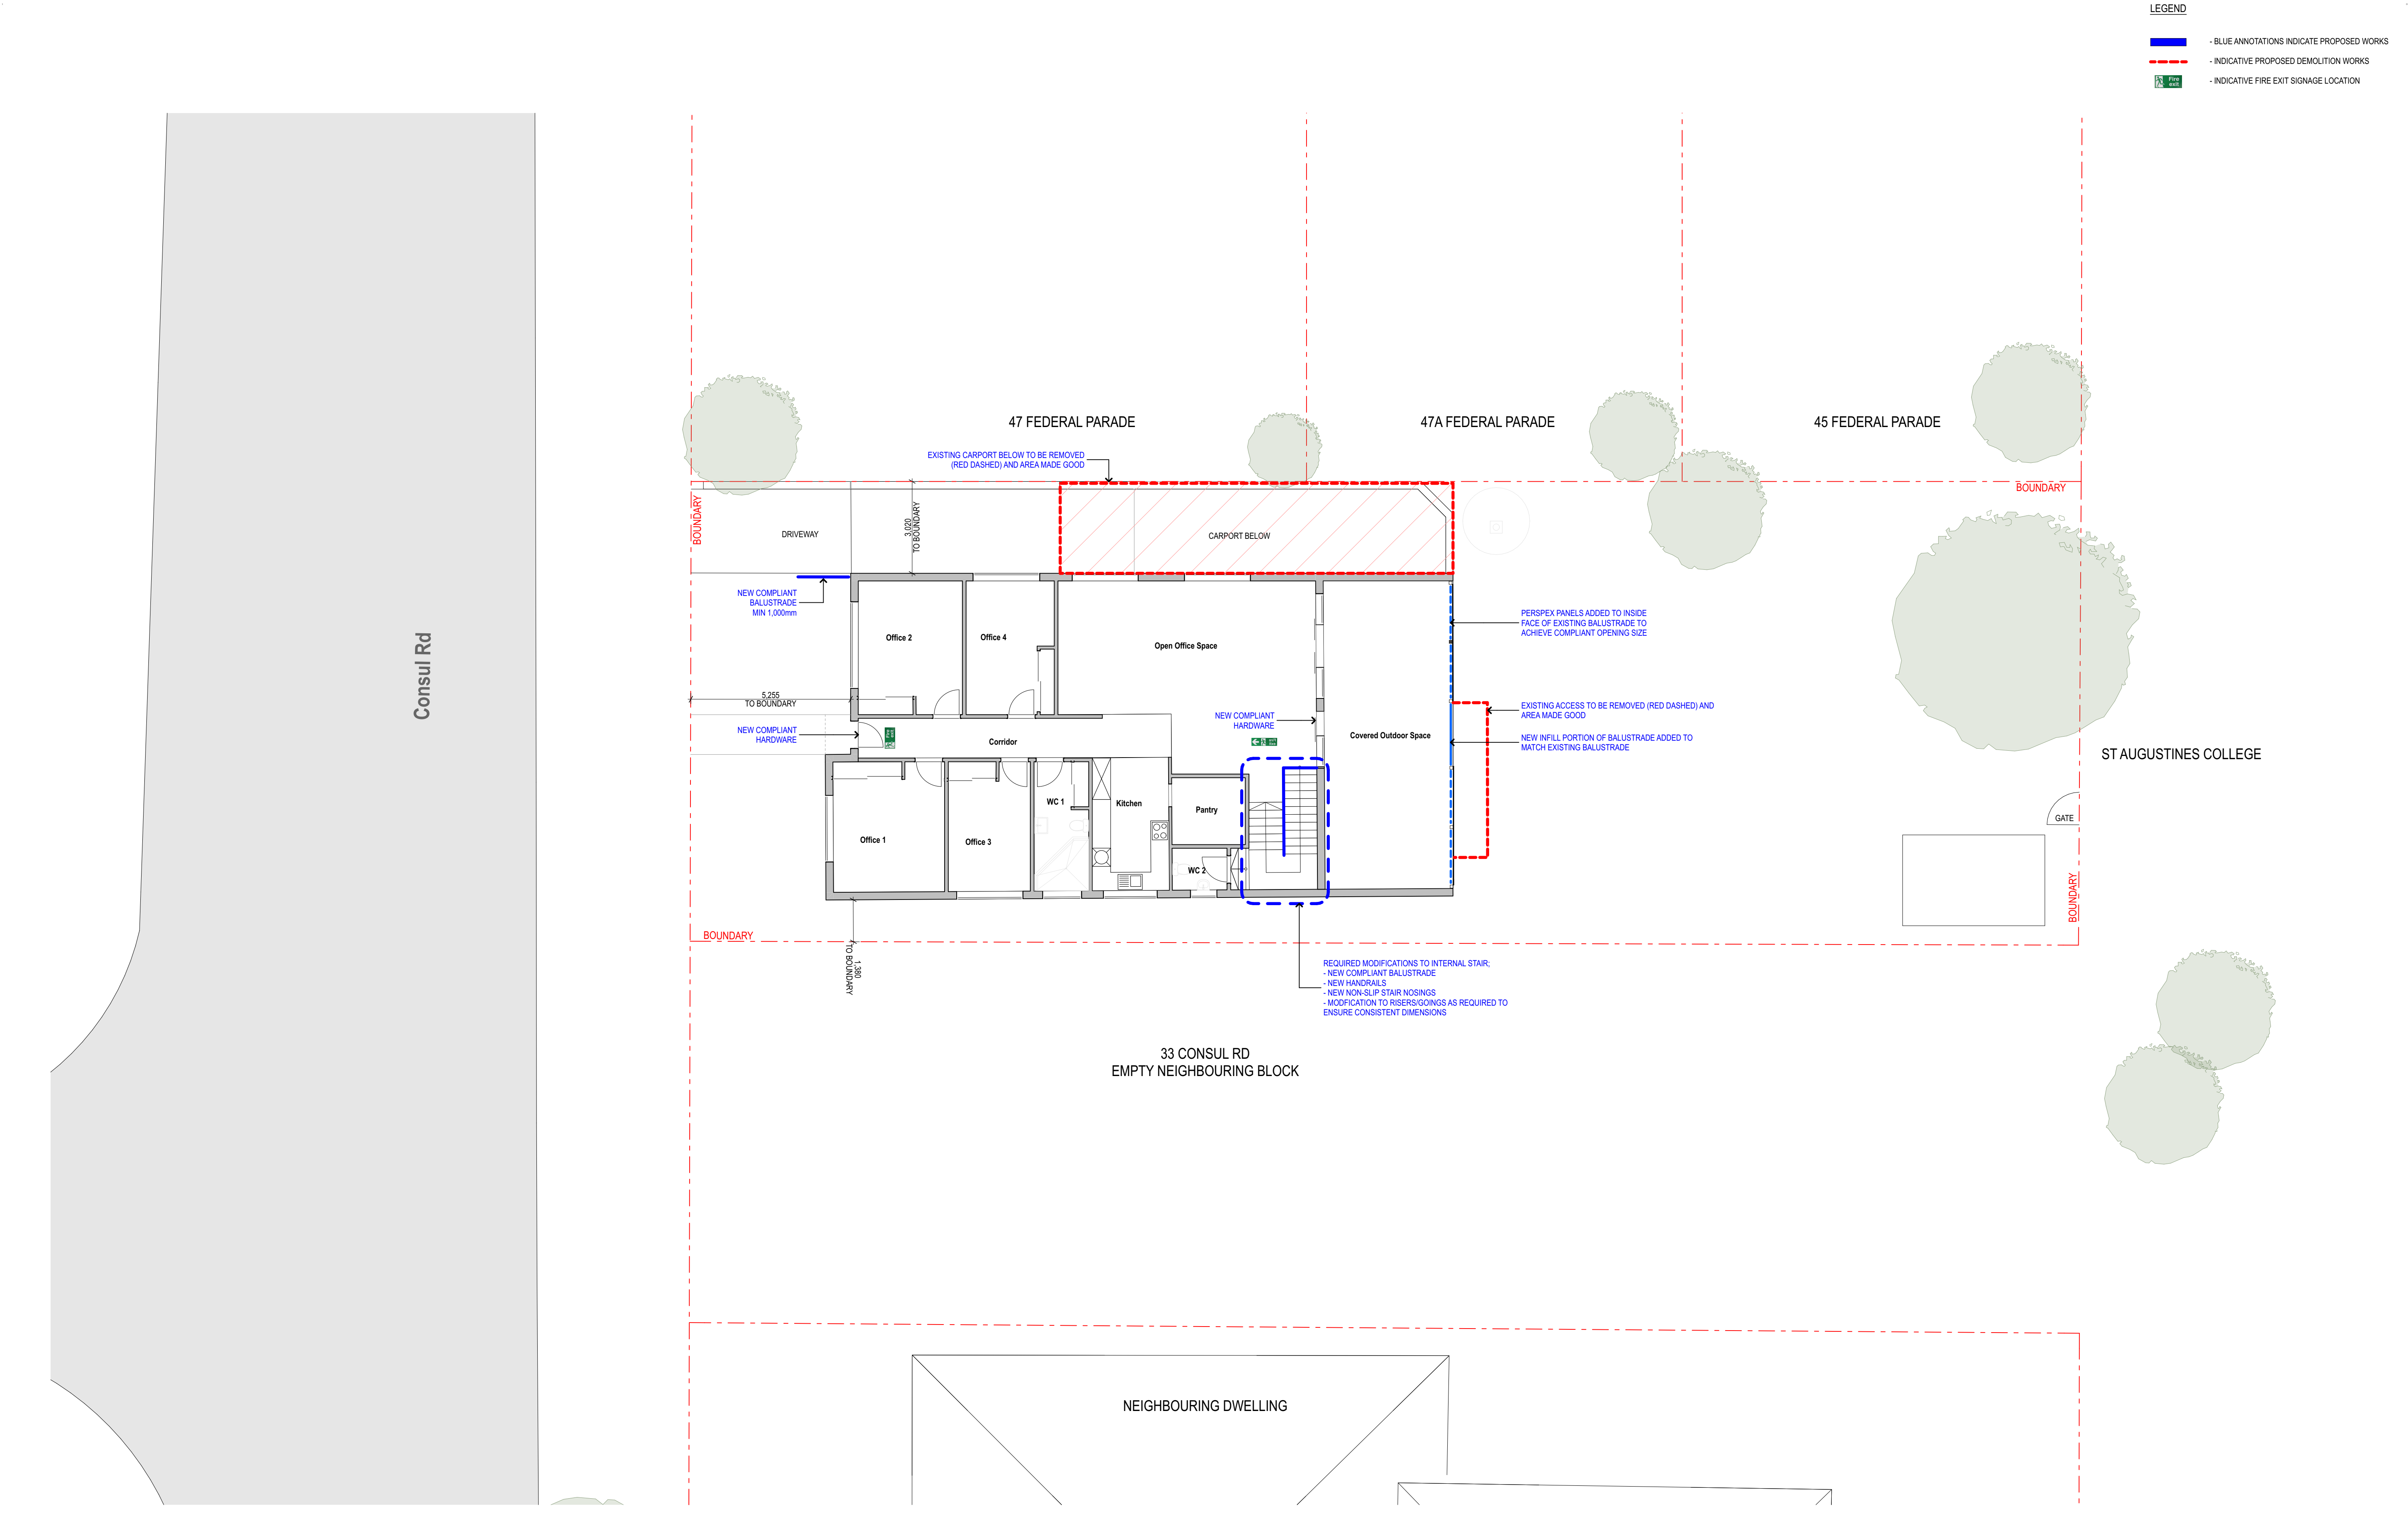 LEGEND
- BLUE ANNOTATIONS INDICATE PROPOSED WORKS
- INDICATIVE PROPOSED DEMOLITION WORKS
Fire
exit
- INDICATIVE FIRE EXIT SIGNAGE LOCATION
47 FEDERAL PARADE
47A FEDERAL PARADE
45 FEDERAL PARADE
EXISTING CARPORT BELOW TO BE REMOVED
(RED DASHED) AND AREA MADE GOOD
BOUNDARY
BOUNDARY
DRIVEWAY
3,020
TO BOUNDARY
CARPORT BELOW
NEW COMPLIANT
BALUSTRADE
MIN 1,000mm
PERSPEX PANELS ADDED TO INSIDE
FACE OF EXISTING BALUSTRADE TO
ACHIEVE COMPLIANT OPENING SIZE
Office 2
Office 4
Open Office Space
Consul Rd
5,255
TO BOUNDARY
EXISTING ACCESS TO BE REMOVED (RED DASHED) AND
AREA MADE GOOD
NEW COMPLIANT
HARDWARE
NEW COMPLIANT
HARDWARE
Fire
exit
Corridor
Covered Outdoor Space
NEW INFILL PORTION OF BALUSTRADE ADDED TO
MATCH EXISTING BALUSTRADE
ST AUGUSTINES COLLEGE
WC 1
Kitchen
Pantry
GATE
Office 1
Office 3
WC 2
BOUNDARY
BOUNDARY
1,380
TO BOUNDARY
REQUIRED MODIFICATIONS TO INTERNAL STAIR;
- NEW COMPLIANT BALUSTRADE
- NEW HANDRAILS
- NEW NON-SLIP STAIR NOSINGS
- MODFICATION TO RISERS/GOINGS AS REQUIRED TO
ENSURE CONSISTENT DIMENSIONS
33 CONSUL RD
EMPTY NEIGHBOURING BLOCK
NEIGHBOURING DWELLING